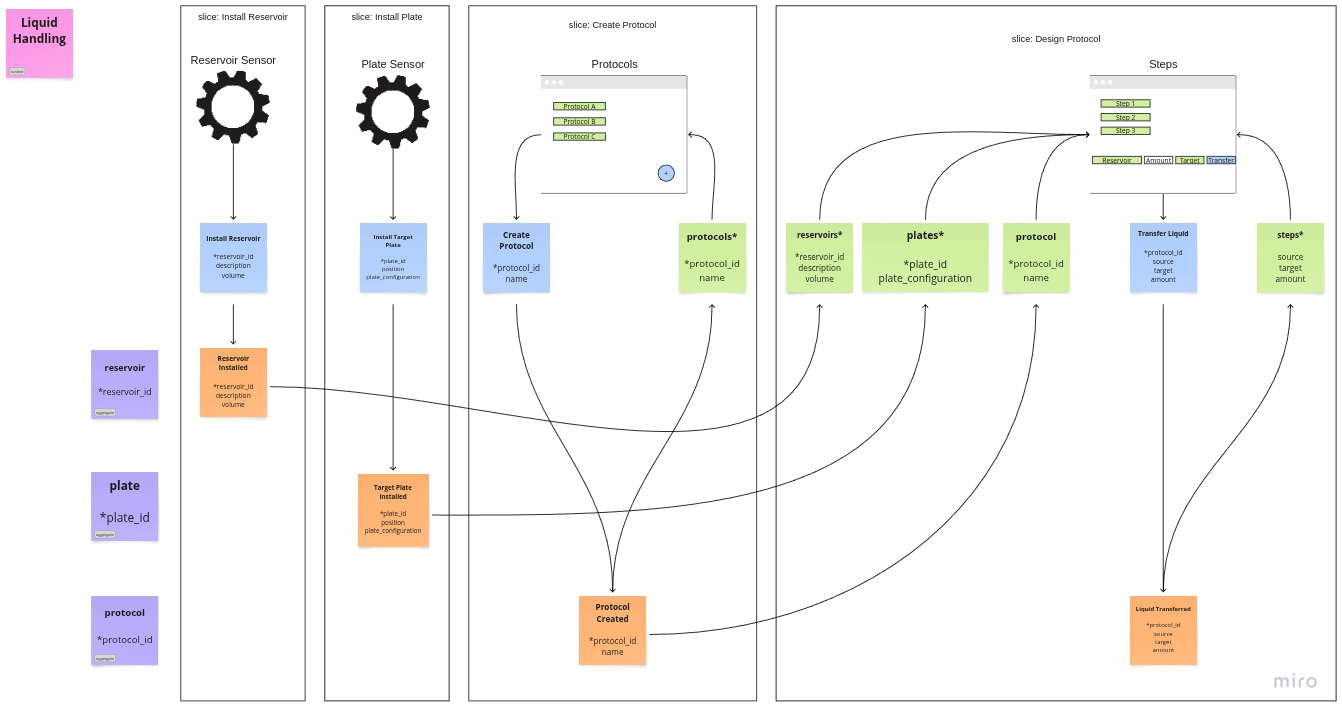 Liquid
Handling
context
slice: Install Reservoir
Reservoir Sensor
Install Reservoir
*reservoir_id
description
volume
Reservoir
Installed
*reservoir_id
description
volume
slice: Install Plate
Plate Sensor
Install Target
Plate
*plate_id
position
plate_configuration
Target Plate
Installed
*plate_id
position
plate_configuration
slice: Create Protocol
Protocols
Protocol A
Protocol B
Protocol C
+
Create
Protocol
*protocol_id
name
protocols*
*protocol_id
name
Protocol
Created
*protocol_id
name
slice: Design Protocol
Steps
Step 1
Step 2
Step 3
Reservoir
Amount
Target
Transfer
reservoirs*
*reservoir_id
description
volume
plates*
*plate_id
plate_configuration
protocol
*protocol_id
name
Transfer Liquid
*protocol_id
source
target
amount
steps*
source
target
amount
Liquid Transferred
*protocol_id
source
target
amount
reservoir
*reservoir_id
aggregate
plate
*plate_id
aggregate
protocol
*protocol_id
aggregate
miro